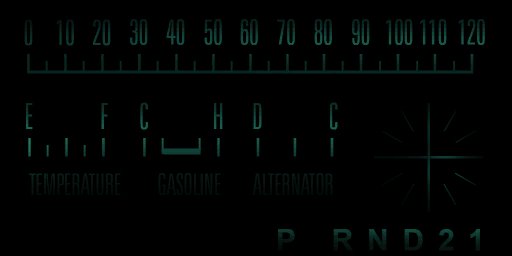 0 10 20 30 40 50 60 70 80 90 100 110 120
E F C H D C
TEMPERATURE GASOLINE ALTERNATOR
P R N D 2 1